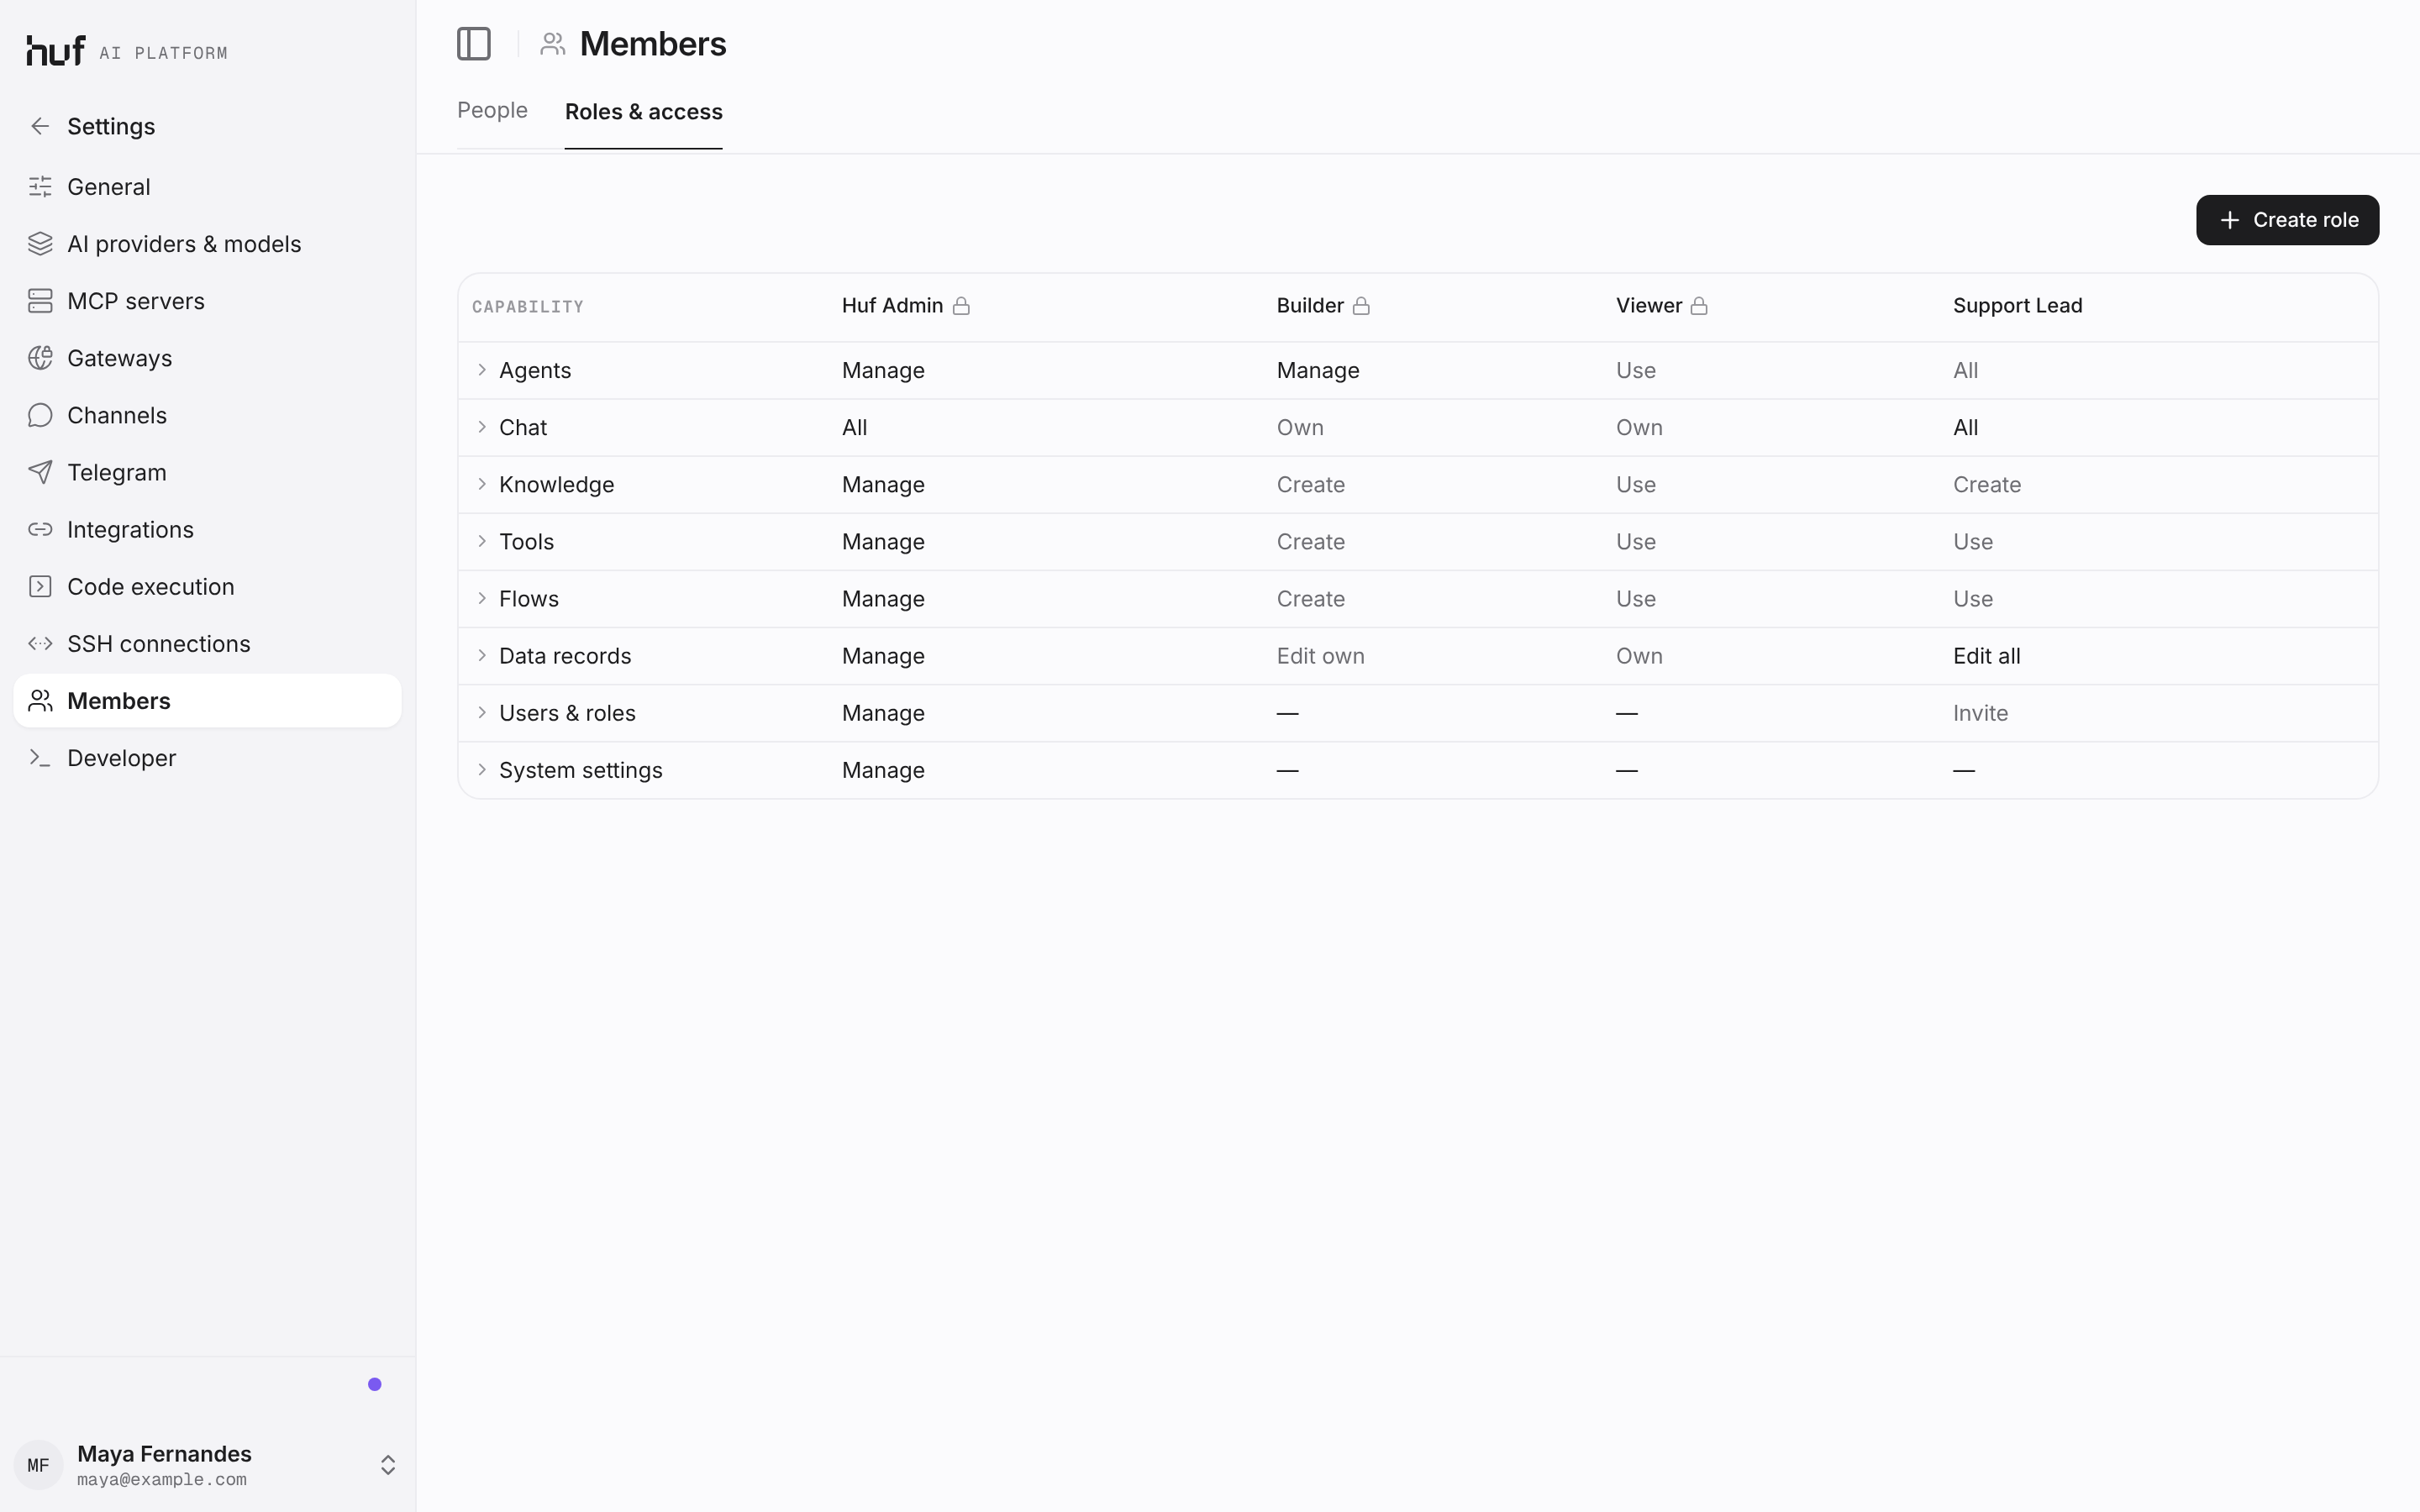 huf AI PLATFORM
Settings
General
AI providers & models
MCP servers
Gateways
Channels
Telegram
Integrations
Code execution
SSH connections
Members
Developer
MF
Maya Fernandes
maya@example.com
Members
People Roles & access
Create role
CAPABILITY Huf Admin Builder Viewer Support Lead
Agents Manage Manage Use All
Chat All Own Own All
Knowledge Manage Create Use Create
Tools Manage Create Use Use
Flows Manage Create Use Use
Data records Manage Edit own Own Edit all
Users & roles Manage — — Invite
System settings Manage — — —